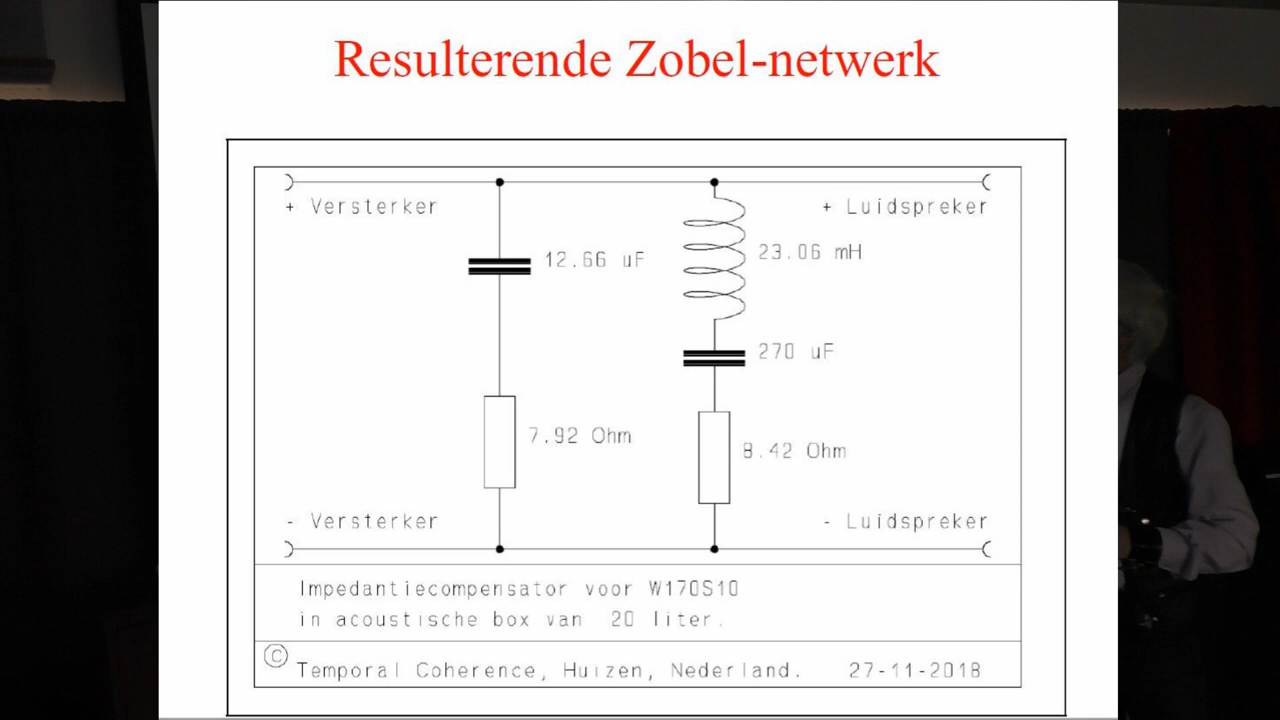 Resulterende Zobel-netwerk
+ Versterker
+ Luidspreker
12.66 uF
23.06 mH
270 uF
7.92 Ohm
8.42 Ohm
- Versterker
- Luidspreker
Impedantiecompensator voor W170S10
in acoustische box van 20 liter.
© Temporal Coherence, Huizen, Nederland. 27-11-2018